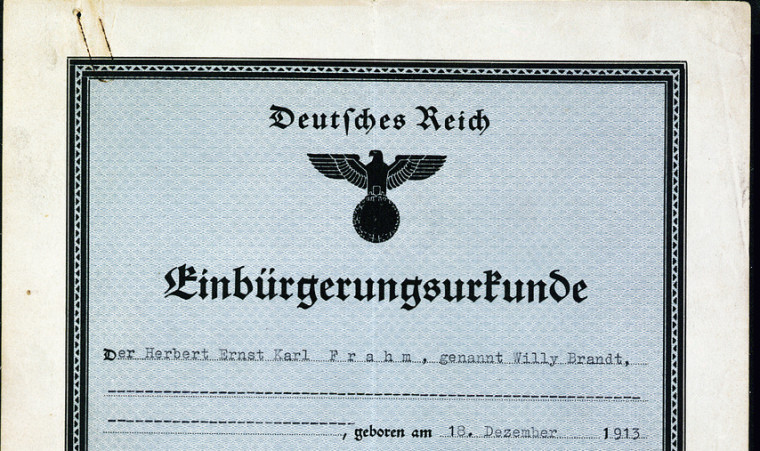 Deutſches Reich
Einbürgerungsurkunde
Der Herbert Ernst Karl F r a h m , genannt Willy Brandt,
, geboren am 18. Dezember 1913